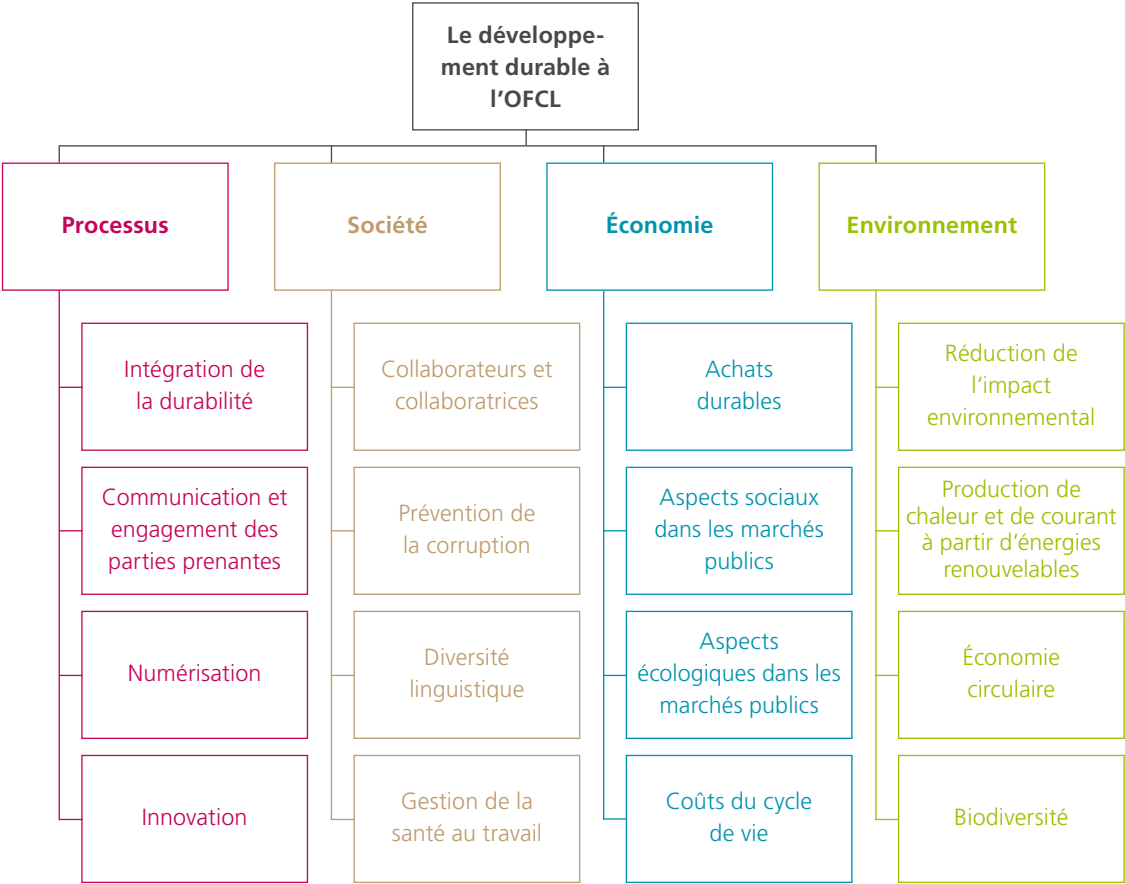 Le développe-
ment durable à
l’OFCL
Processus
Société
Économie
Environnement
Intégration de
la durabilité
Communication et
engagement des
parties prenantes
Numérisation
Innovation
Collaborateurs et
collaboratrices
Prévention de
la corruption
Diversité
linguistique
Gestion de la
santé au travail
Achats
durables
Aspects sociaux
dans les marchés
publics
Aspects
écologiques dans les
marchés publics
Coûts du cycle
de vie
Réduction de
l‘impact
environnemental
Production de
chaleur et de courant
à partir d‘énergies
renouvelables
Économie
circulaire
Biodiversité